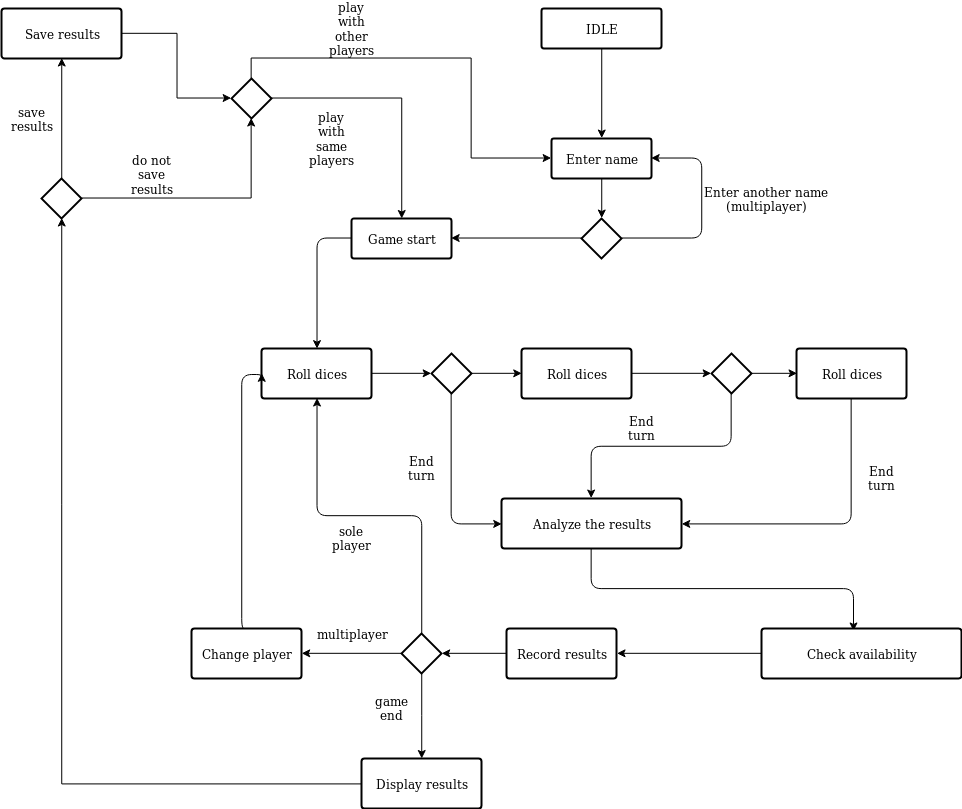 play
with
other
players
Save results
IDLE
save
results
play
with
same
players
do not
save
results
Enter name
Enter another name
(multiplayer)
Game start
Roll dices
Roll dices
Roll dices
End
turn
End
turn
End
turn
Analyze the results
sole
player
multiplayer
Change player
Record results
Check availability
game
end
Display results